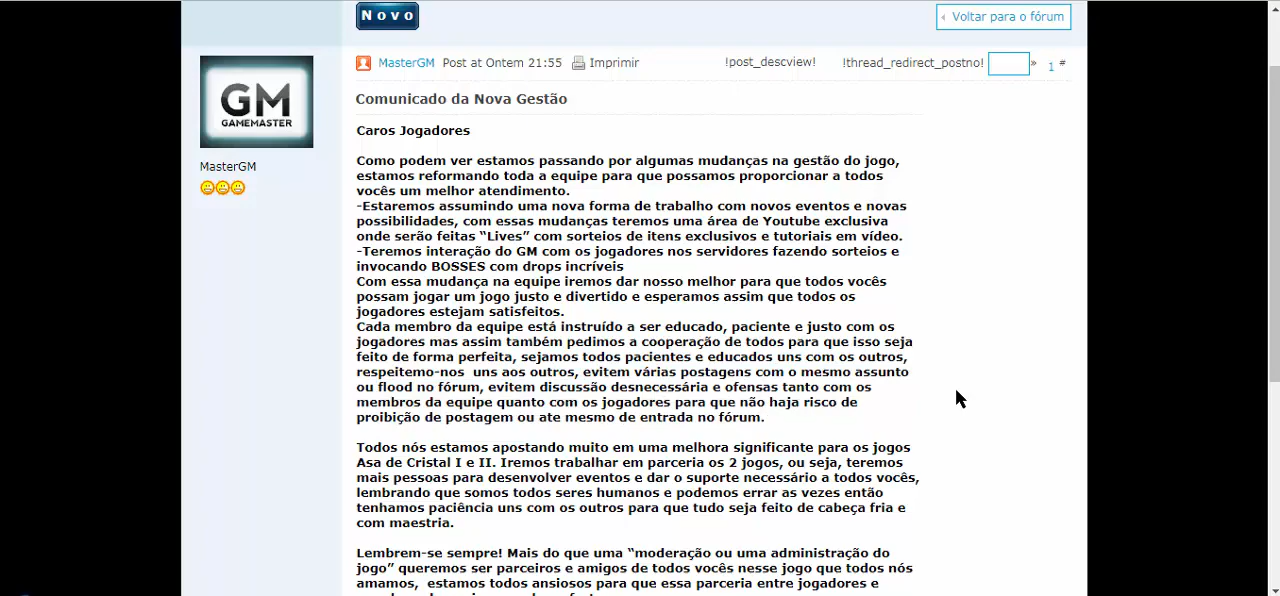 Novo
Voltar para o fórum
MasterGM Post at Ontem 21:55 Imprimir !post_descview! !thread_redirect_postno! » 1 #
GM
GAMEMASTER
MasterGM
Comunicado da Nova Gestão
Caros Jogadores
Como podem ver estamos passando por algumas mudanças na gestão do jogo,
estamos reformando toda a equipe para que possamos proporcionar a todos
vocês um melhor atendimento.
-Estaremos assumindo uma nova forma de trabalho com novos eventos e novas
possibilidades, com essas mudanças teremos uma área de Youtube exclusiva
onde serão feitas “Lives” com sorteios de itens exclusivos e tutoriais em vídeo.
-Teremos interação do GM com os jogadores nos servidores fazendo sorteios e
invocando BOSSES com drops incríveis
Com essa mudança na equipe iremos dar nosso melhor para que todos vocês
possam jogar um jogo justo e divertido e esperamos assim que todos os
jogadores estejam satisfeitos.
Cada membro da equipe está instruído a ser educado, paciente e justo com os
jogadores mas assim também pedimos a cooperação de todos para que isso seja
feito de forma perfeita, sejamos todos pacientes e educados uns com os outros,
respeitemo-nos uns aos outros, evitem várias postagens com o mesmo assunto
ou flood no fórum, evitem discussão desnecessária e ofensas tanto com os
membros da equipe quanto com os jogadores para que não haja risco de
proibição de postagem ou ate mesmo de entrada no fórum.
Todos nós estamos apostando muito em uma melhora significante para os jogos
Asa de Cristal I e II. Iremos trabalhar em parceria os 2 jogos, ou seja, teremos
mais pessoas para desenvolver eventos e dar o suporte necessário a todos vocês,
lembrando que somos todos seres humanos e podemos errar as vezes então
tenhamos paciência uns com os outros para que tudo seja feito de cabeça fria e
com maestria.
Lembrem-se sempre! Mais do que uma “moderação ou uma administração do
jogo” queremos ser parceiros e amigos de todos vocês nesse jogo que todos nós
amamos, estamos todos ansiosos para que essa parceria entre jogadores e